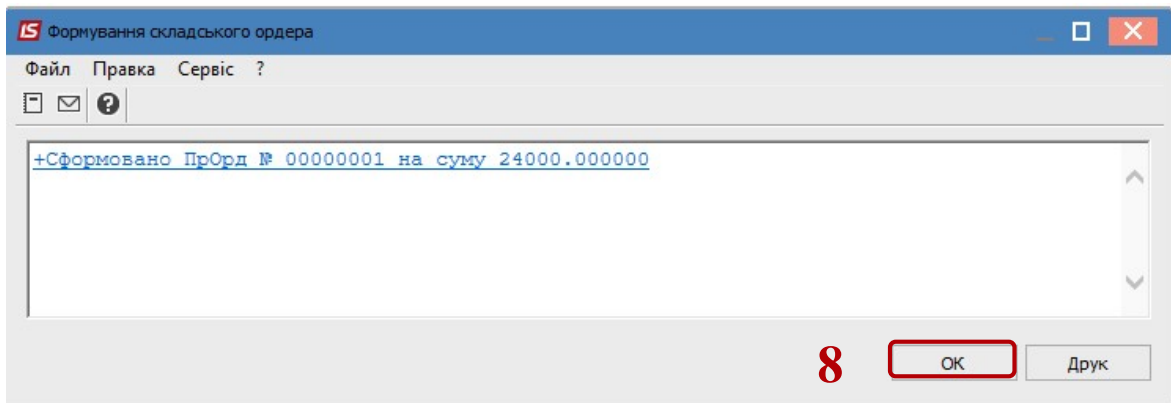 IS Формування складського ордера
Файл Правка Сервіс ?
+Сформовано ПрОрд № 00000001 на суму 24000.000000
8 OK Друк